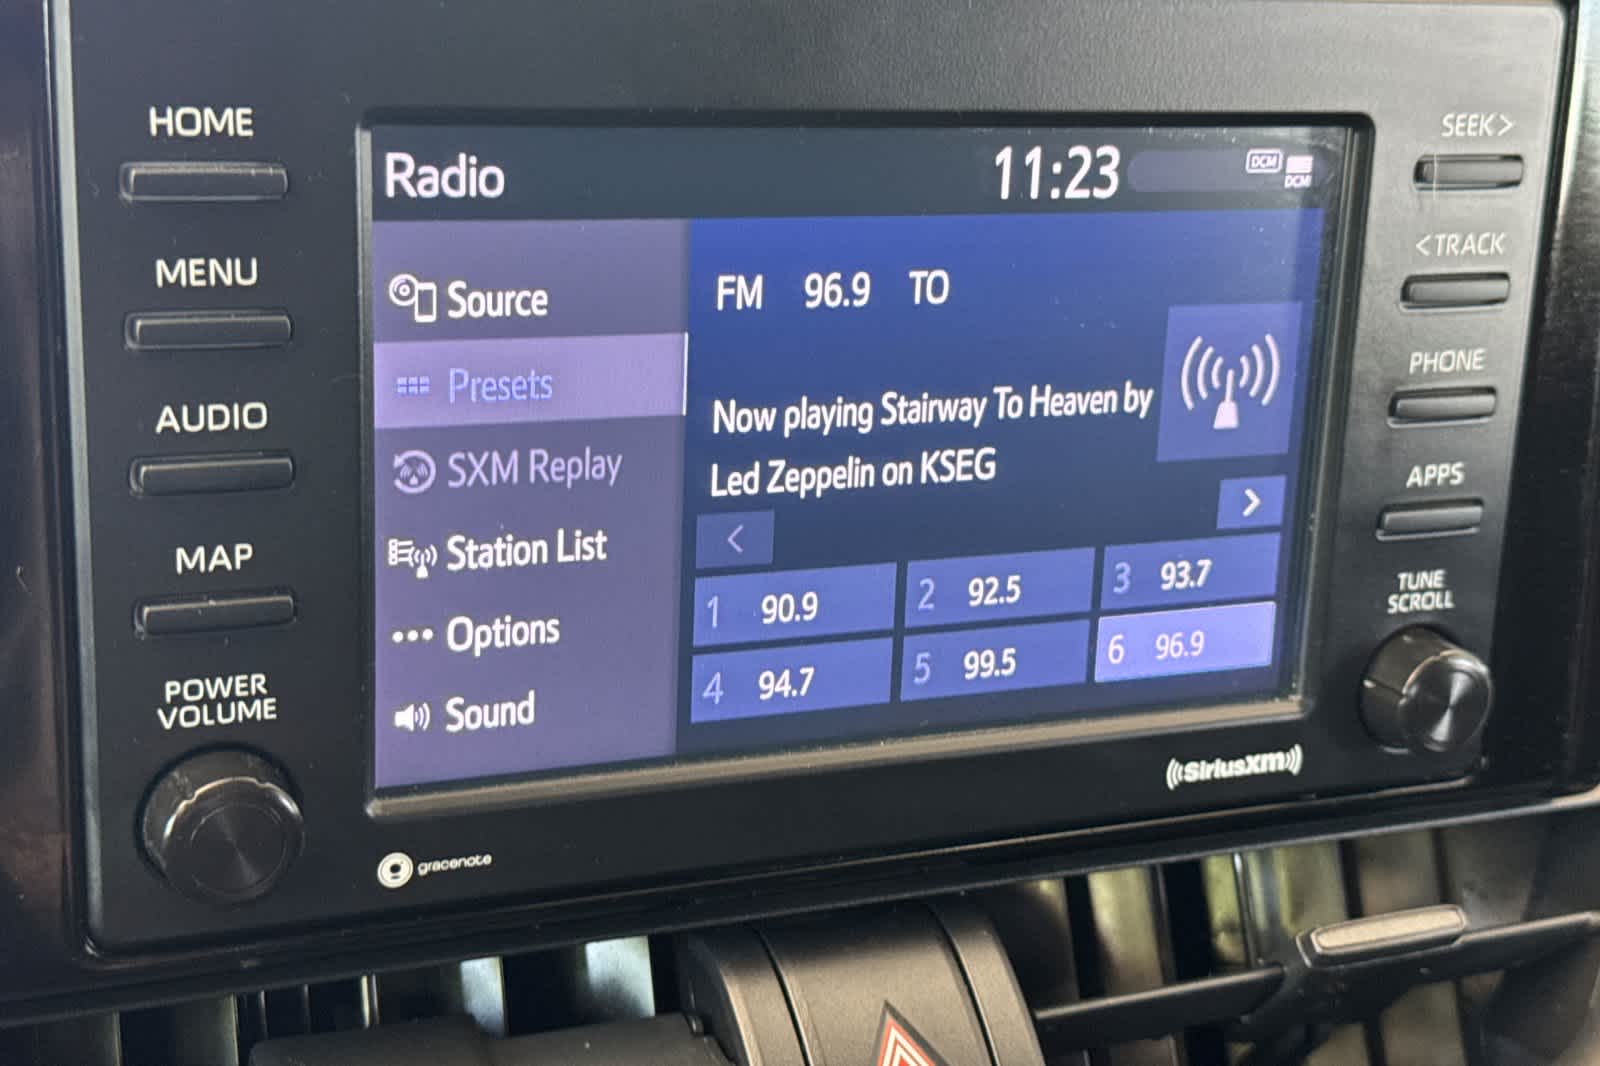 HOME
MENU
AUDIO
MAP
POWER
VOLUME
Radio
11:23
DCM
DCM
Source
Presets
SXM Replay
Station List
Options
Sound
FM 96.9 TO
Now playing Stairway To Heaven by
Led Zeppelin on KSEG
<
>
1 90.9
2 92.5
3 93.7
4 94.7
5 99.5
6 96.9
SEEK>
<TRACK
PHONE
APPS
TUNE
SCROLL
gracenote
((SiriusXM))